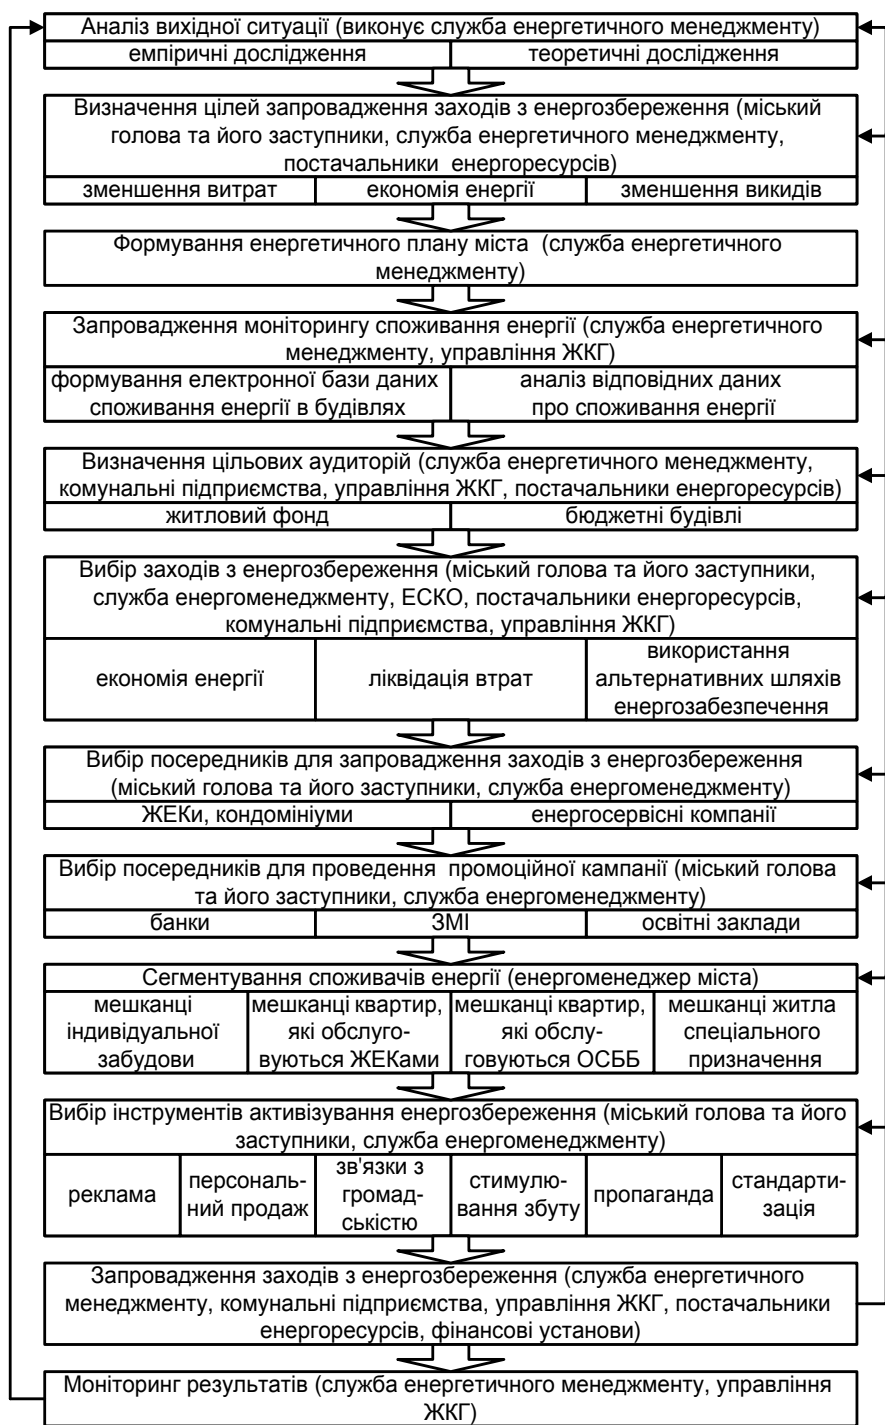 Аналіз вихідної ситуації (виконує служба енергетичного менеджменту)
емпіричні дослідження
теоретичні дослідження
Визначення цілей запровадження заходів з енергозбереження (міський
голова та його заступники, служба енергетичного менеджменту,
постачальники енергоресурсів)
зменшення витрат
економія енергії
зменшення викидів
Формування енергетичного плану міста (служба енергетичного
менеджменту)
Запровадження моніторингу споживання енергії (служба енергетичного
менеджменту, управління ЖКГ)
формування електронної бази даних
споживання енергії в будівлях
аналіз відповідних даних
про споживання енергії
Визначення цільових аудиторій (служба енергетичного менеджменту,
комунальні підприємства, управління ЖКГ, постачальники енергоресурсів)
житловий фонд
бюджетні будівлі
Вибір заходів з енергозбереження (міський голова та його заступники,
служба енергоменеджменту, ЕСКО, постачальники енергоресурсів,
комунальні підприємства, управління ЖКГ)
економія енергії
ліквідація втрат
використання
альтернативних шляхів
енергозабезпечення
Вибір посередників для запровадження заходів з енергозбереження
(міський голова та його заступники, служба енергоменеджменту)
ЖЕКи, кондомініуми
енергосервісні компанії
Вибір посередників для проведення промоційної кампанії (міський голова
та його заступники, служба енергоменеджменту)
банки
ЗМІ
освітні заклади
Сегментування споживачів енергії (енергоменеджер міста)
мешканці
індивідуальної
забудови
мешканці квартир,
які обслуго-
вуються ЖЕКами
мешканці квартир,
які обслу-
говуються ОСББ
мешканці житла
спеціального
призначення
Вибір інструментів активізування енергозбереження (міський голова та його
заступники, служба енергоменеджменту)
реклама
персональ-
ний продаж
зв'язки з
громад-
ськістю
стимулю-
вання збуту
пропаганда
стандарти-
зація
Запровадження заходів з енергозбереження (служба енергетичного
менеджменту, комунальні підприємства, управління ЖКГ, постачальники
енергоресурсів, фінансові установи)
Моніторинг результатів (служба енергетичного менеджменту, управління
ЖКГ)